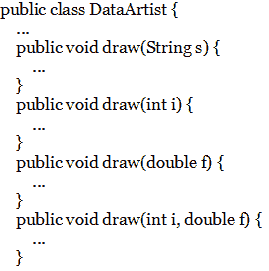 public class DataArtist {
...
public void draw(String s) {
...
}
public void draw(int i) {
...
}
public void draw(double f) {
...
}
public void draw(int i, double f) {
...
}